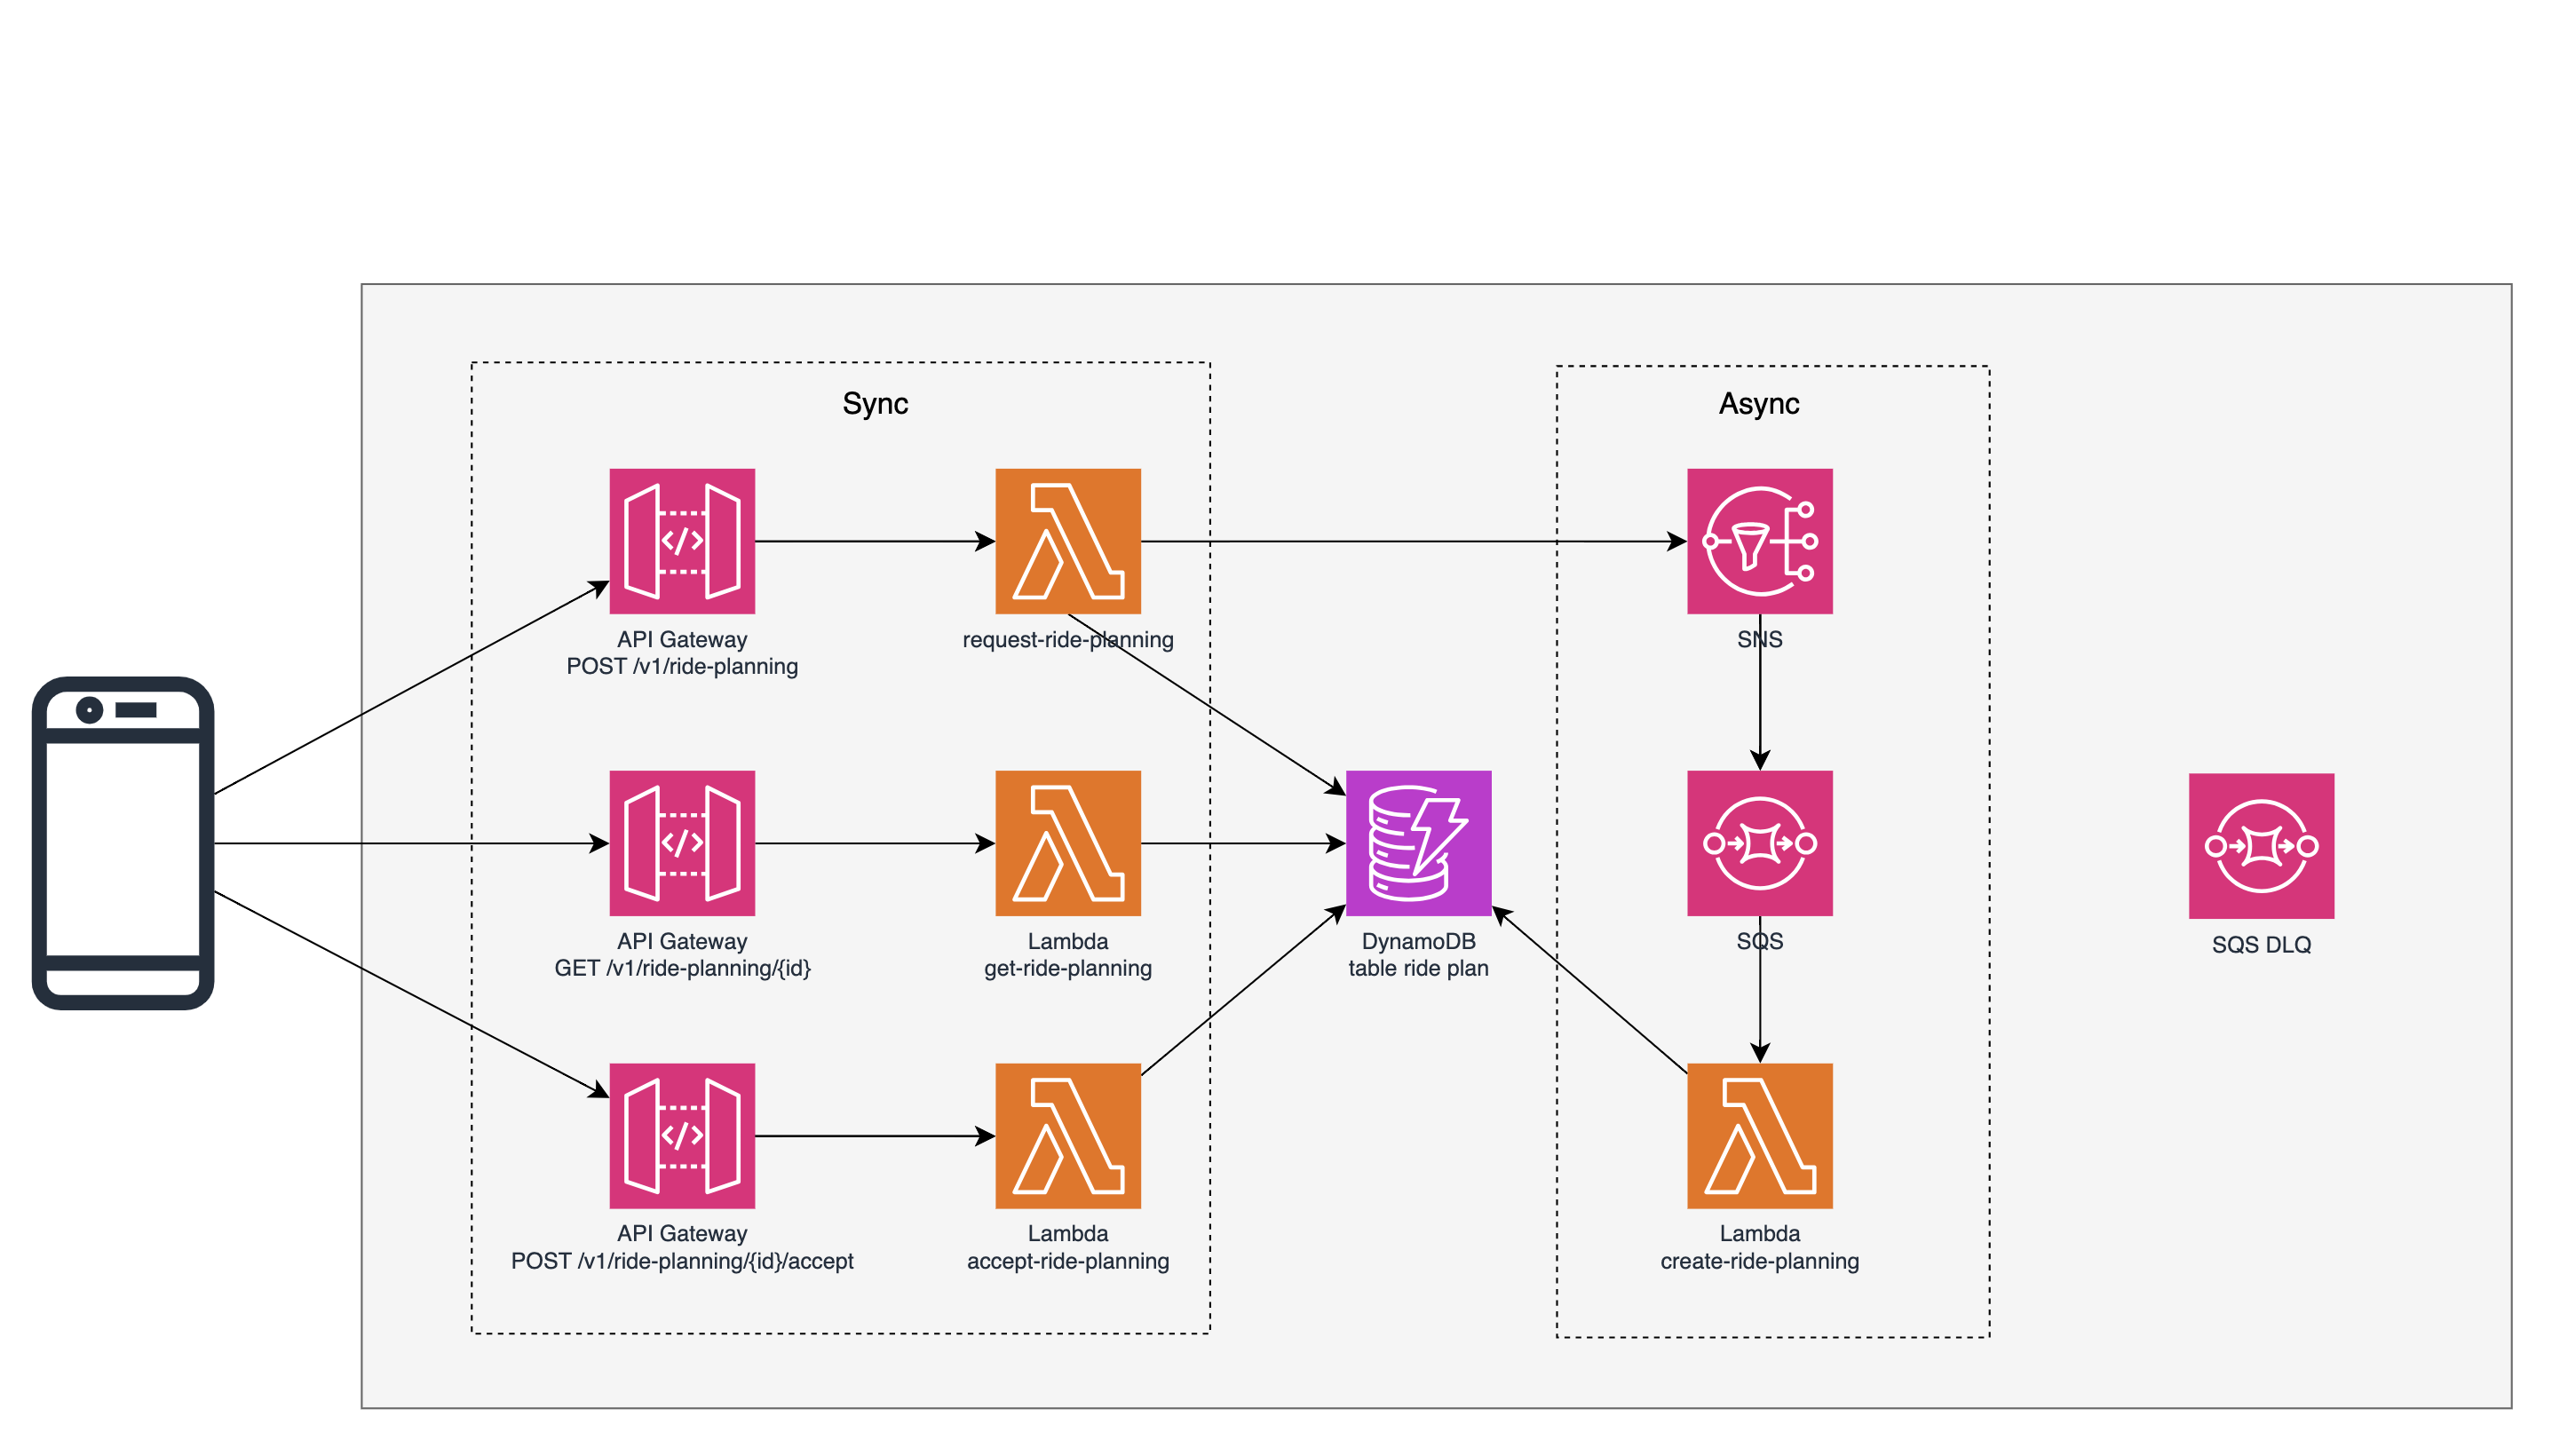 Sync
Async
API Gateway
POST /v1/ride-planning
request-ride-planning
SNS
API Gateway
GET /v1/ride-planning/{id}
Lambda
get-ride-planning
DynamoDB
table ride plan
SQS
SQS DLQ
API Gateway
POST /v1/ride-planning/{id}/accept
Lambda
accept-ride-planning
Lambda
create-ride-planning